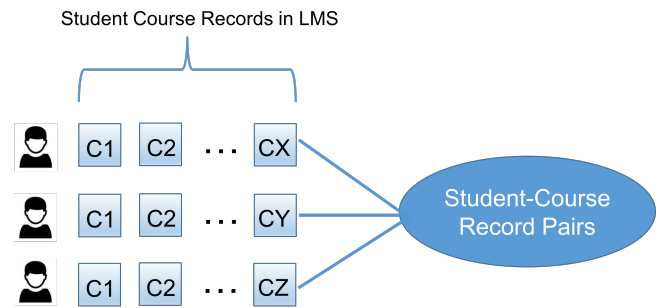 Student Course Records in LMS
C1 C2 ... CX
C1 C2 ... CY
C1 C2 ... CZ
Student-Course
Record Pairs